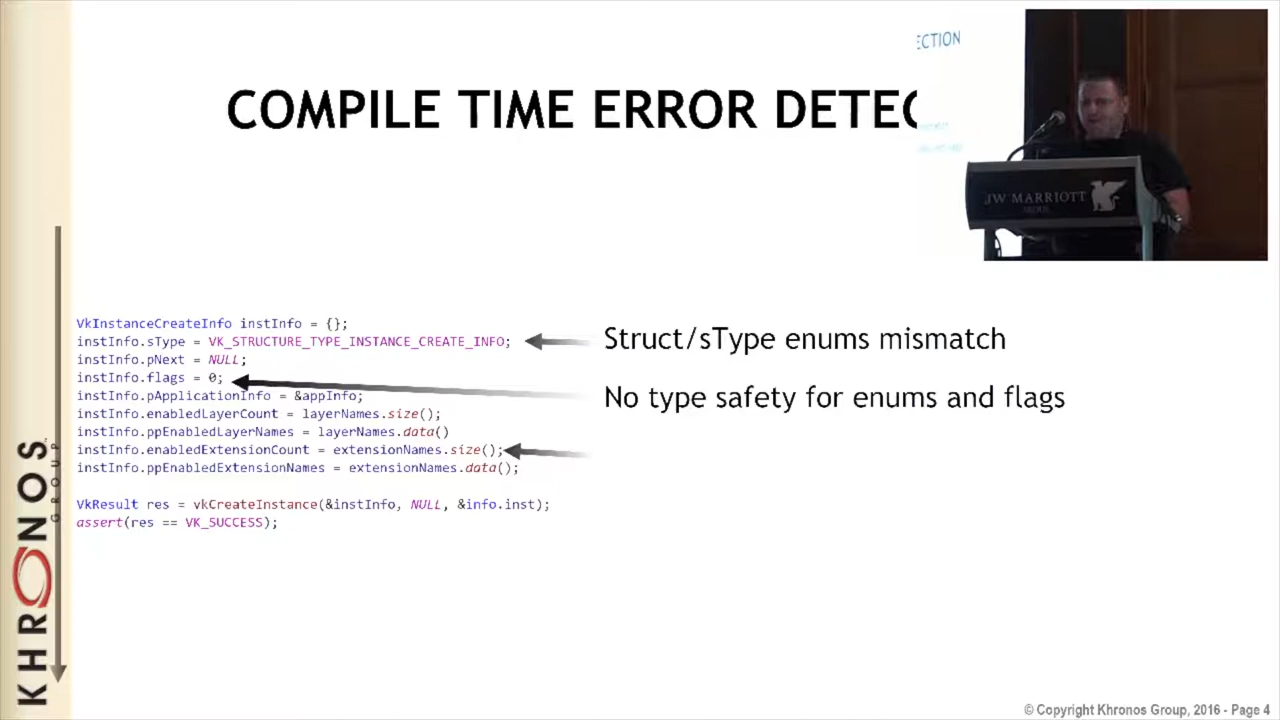 ECTION
COMPILE TIME ERROR DETEC
JW MARRIOTT
VkInstanceCreateInfo instInfo = {};
instInfo.sType = VK_STRUCTURE_TYPE_INSTANCE_CREATE_INFO;
instInfo.pNext = NULL;
instInfo.flags = 0;
instInfo.pApplicationInfo = &appInfo;
instInfo.enabledLayerCount = layerNames.size();
instInfo.ppEnabledLayerNames = layerNames.data()
instInfo.enabledExtensionCount = extensionNames.size();
instInfo.ppEnabledExtensionNames = extensionNames.data();
VkResult res = vkCreateInstance(&instInfo, NULL, &info.inst);
assert(res == VK_SUCCESS);
Struct/sType enums mismatch
No type safety for enums and flags
KHRONOS
GROUP
© Copyright Khronos Group, 2016 - Page 4